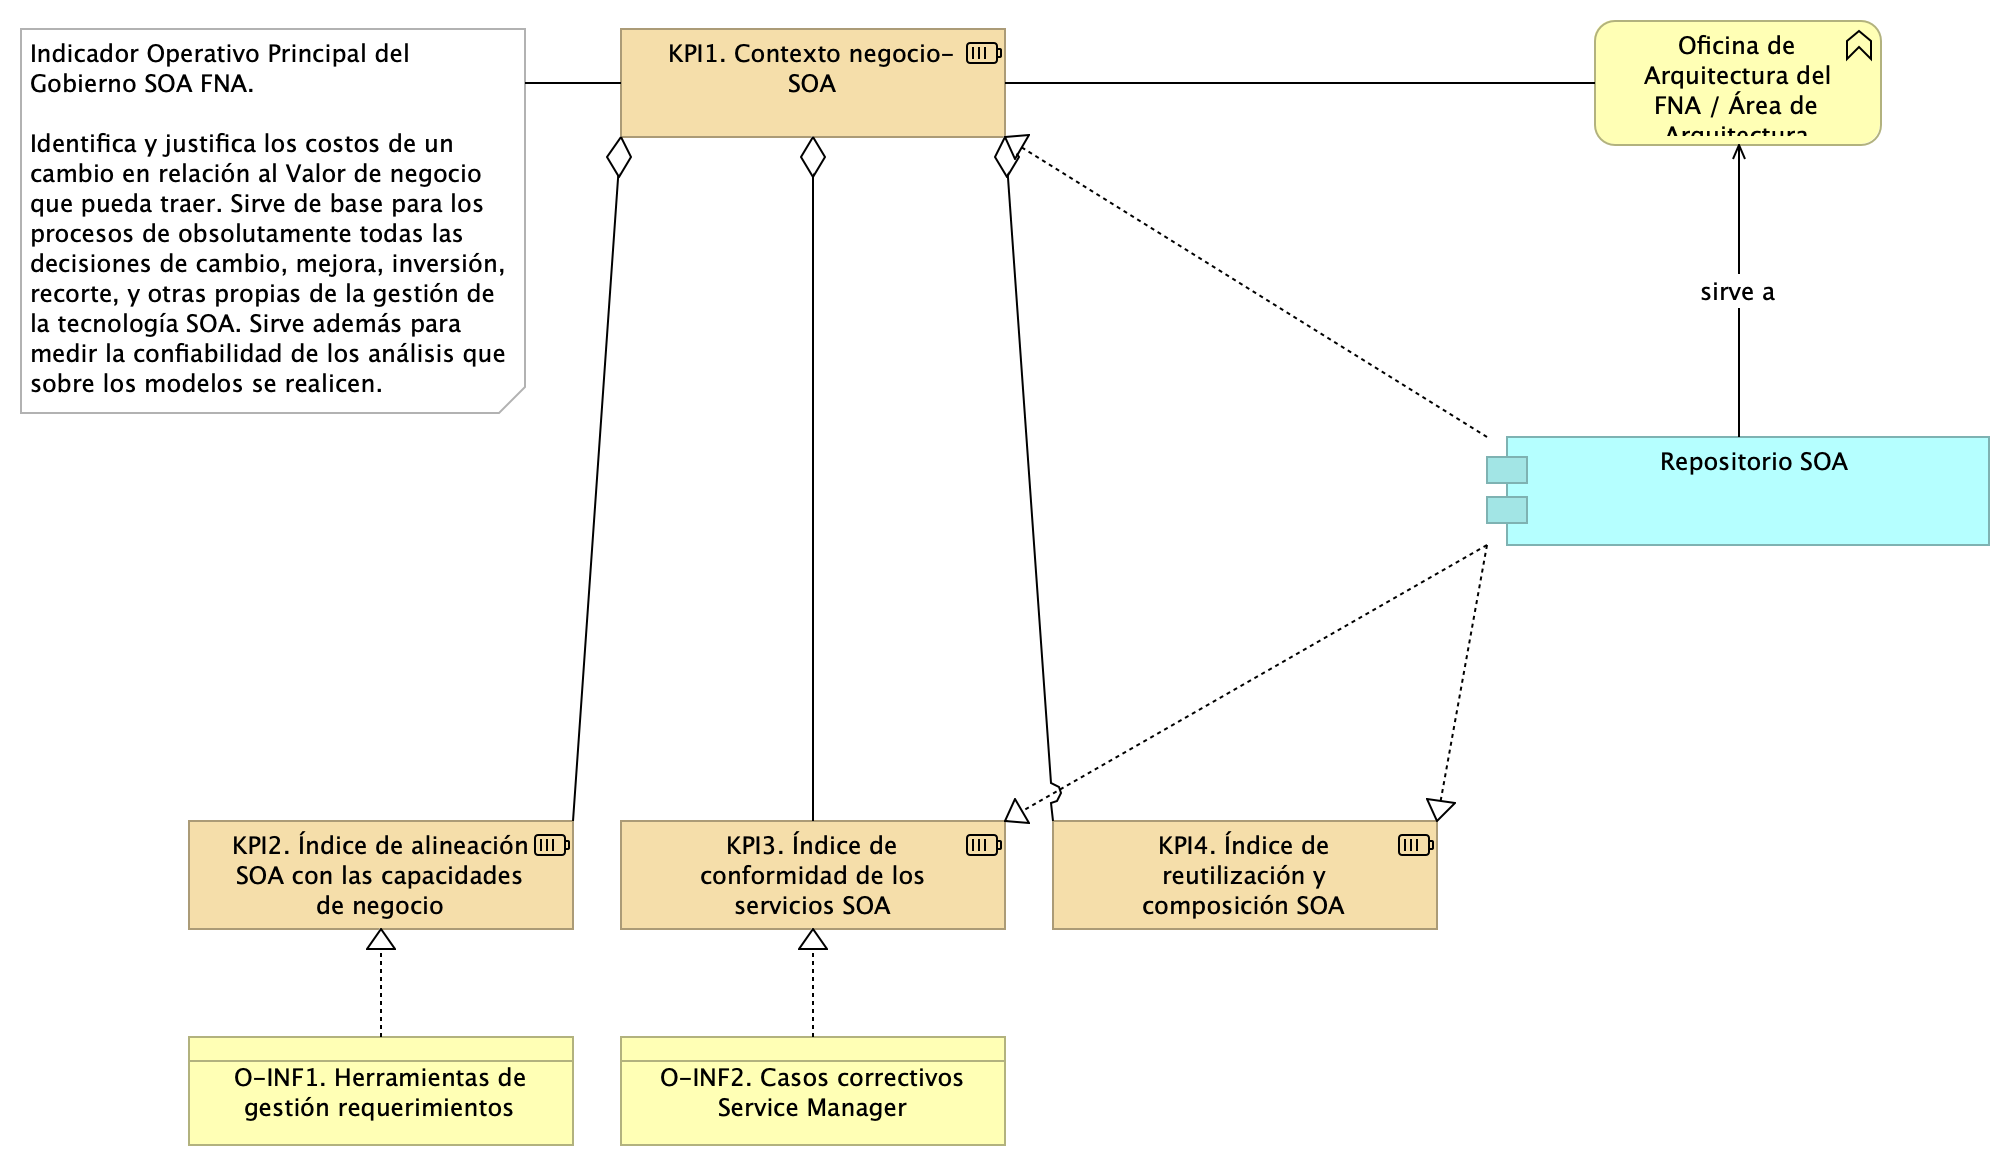 Indicador Operativo Principal del
Gobierno SOA FNA.
Identifica y justifica los costos de un
cambio en relación al Valor de negocio
que pueda traer. Sirve de base para los
procesos de obsolutamente todas las
decisiones de cambio, mejora, inversión,
recorte, y otras propias de la gestión de
la tecnología SOA. Sirve además para
medir la confiabilidad de los análisis que
sobre los modelos se realicen.
KPI1. Contexto negocio-
SOA
Oficina de
Arquitectura del
FNA / Área de
Arquitectura
sirve a
Repositorio SOA
KPI2. Índice de alineación
SOA con las capacidades
de negocio
KPI3. Índice de
conformidad de los
servicios SOA
KPI4. Índice de
reutilización y
composición SOA
O-INF1. Herramientas de
gestión requerimientos
O-INF2. Casos correctivos
Service Manager